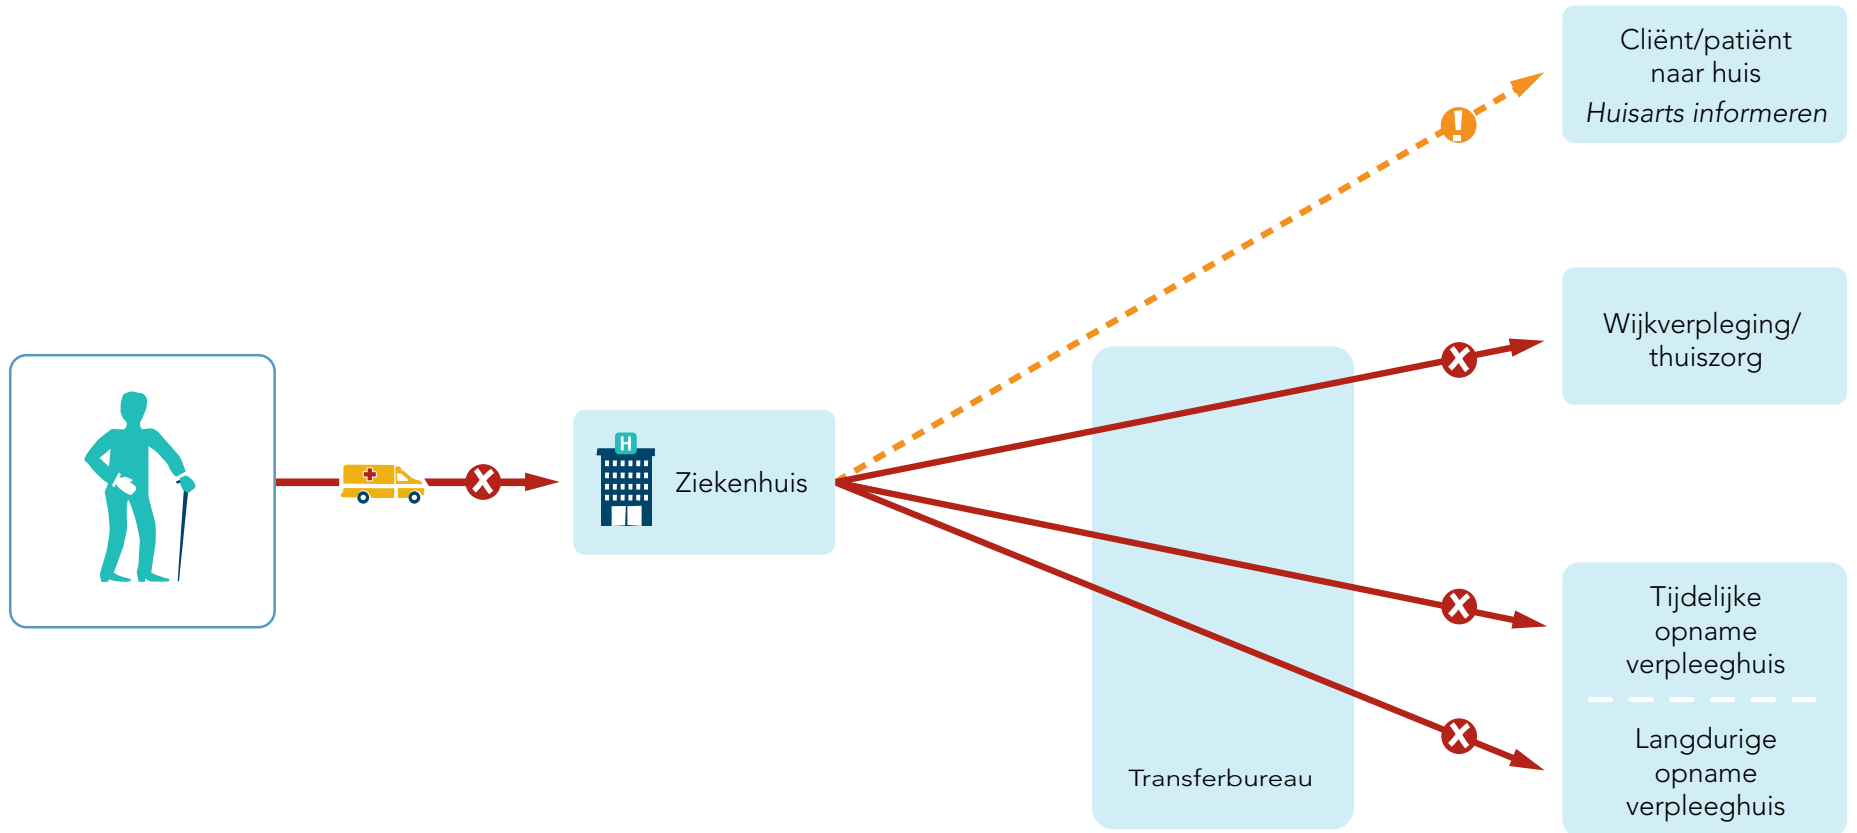 Cliënt/patiënt
naar huis
Huisarts informeren
Wijkverpleging/
thuiszorg
H
Ziekenhuis
Tijdelijke
opname
verpleeghuis
Langdurige
opname
verpleeghuis
Transferbureau